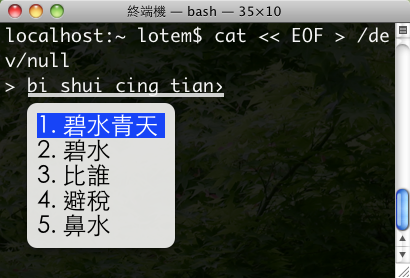 終端機 — bash — 35×10
localhost:~ lotem$ cat << EOF > /de
v/null
> bi shui cing tian›
1. 碧水青天
2. 碧水
3. 比誰
4. 避稅
5. 鼻水